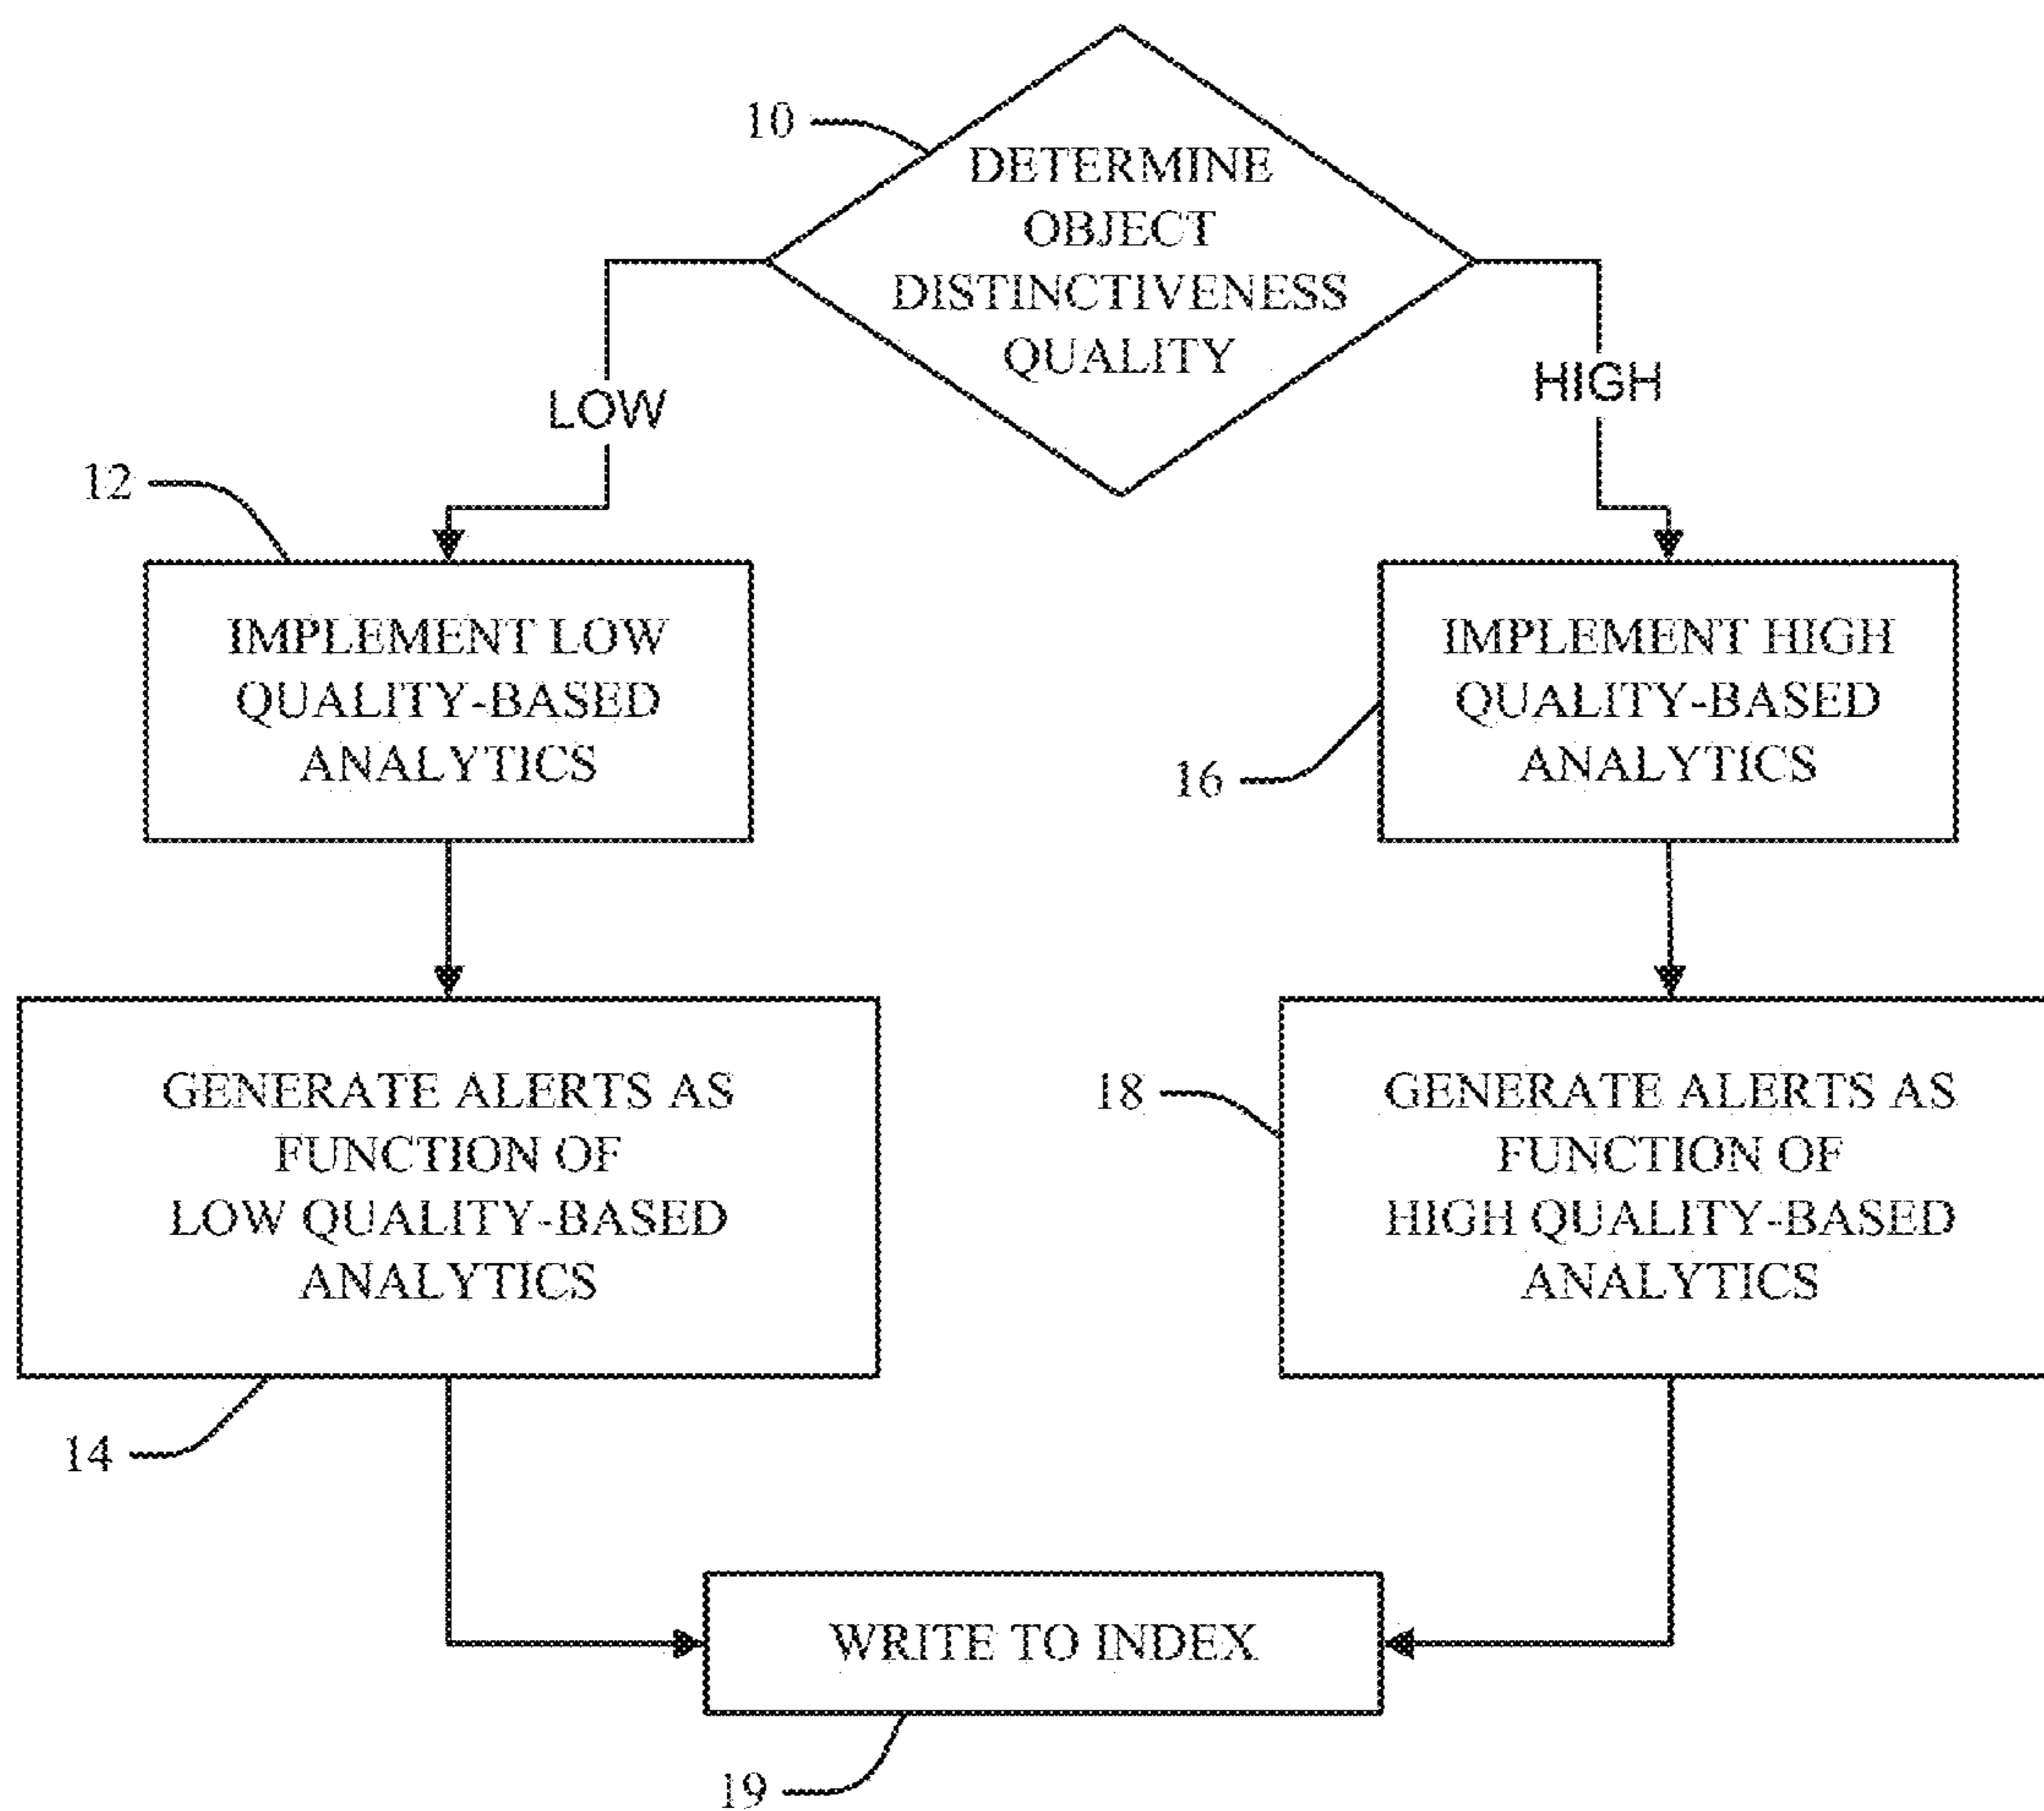 10
DETERMINE
OBJECT
DISTINCTIVENESS
QUALITY
LOW
HIGH
12
IMPLEMENT LOW
QUALITY-BASED
ANALYTICS
IMPLEMENT HIGH
QUALITY-BASED
ANALYTICS
16
GENERATE ALERTS AS
FUNCTION OF
LOW QUALITY-BASED
ANALYTICS
14
18
GENERATE ALERTS AS
FUNCTION OF
HIGH QUALITY-BASED
ANALYTICS
WRITE TO INDEX
19